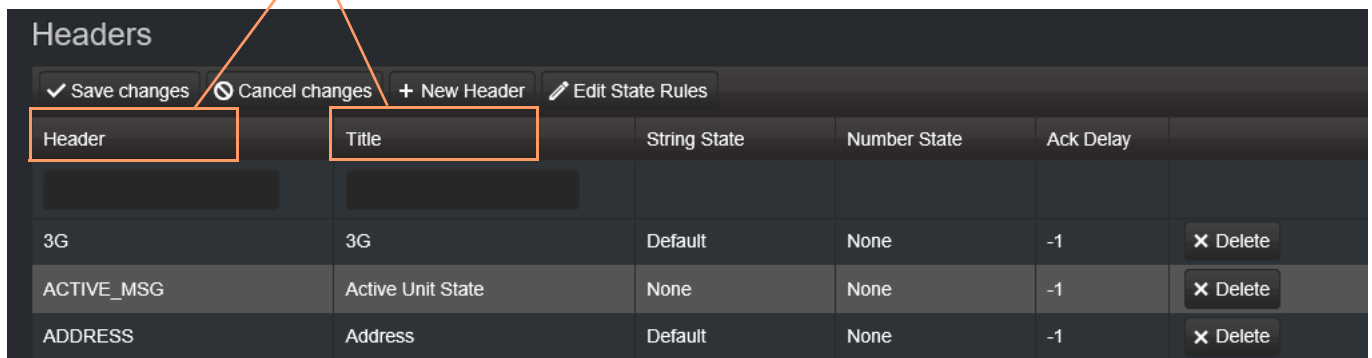 Headers
Save changes Cancel changes + New Header Edit State Rules
Header Title String State Number State Ack Delay
3G 3G Default None -1 × Delete
ACTIVE_MSG Active Unit State None None -1 × Delete
ADDRESS Address Default None -1 × Delete